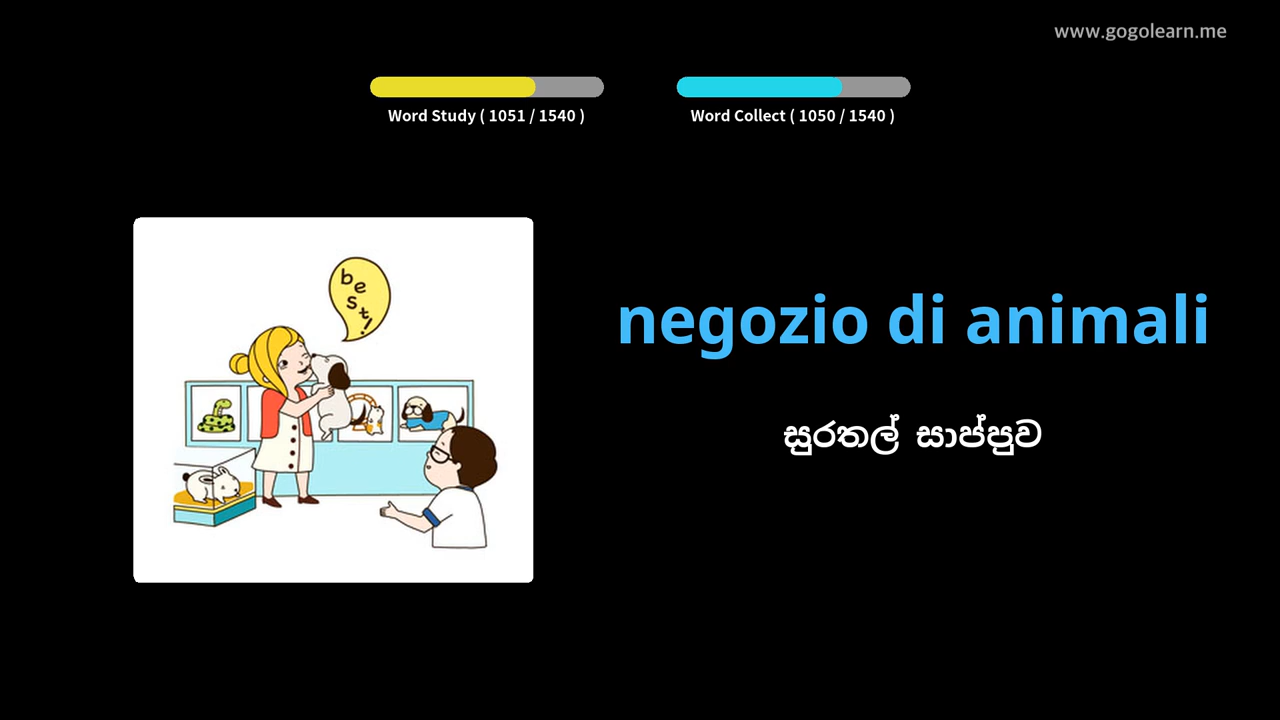 www.gogolearn.me
Word Study ( 1051 / 1540 )
Word Collect ( 1050 / 1540 )
best!
negozio di animali
සුරතල් සාප්පුව